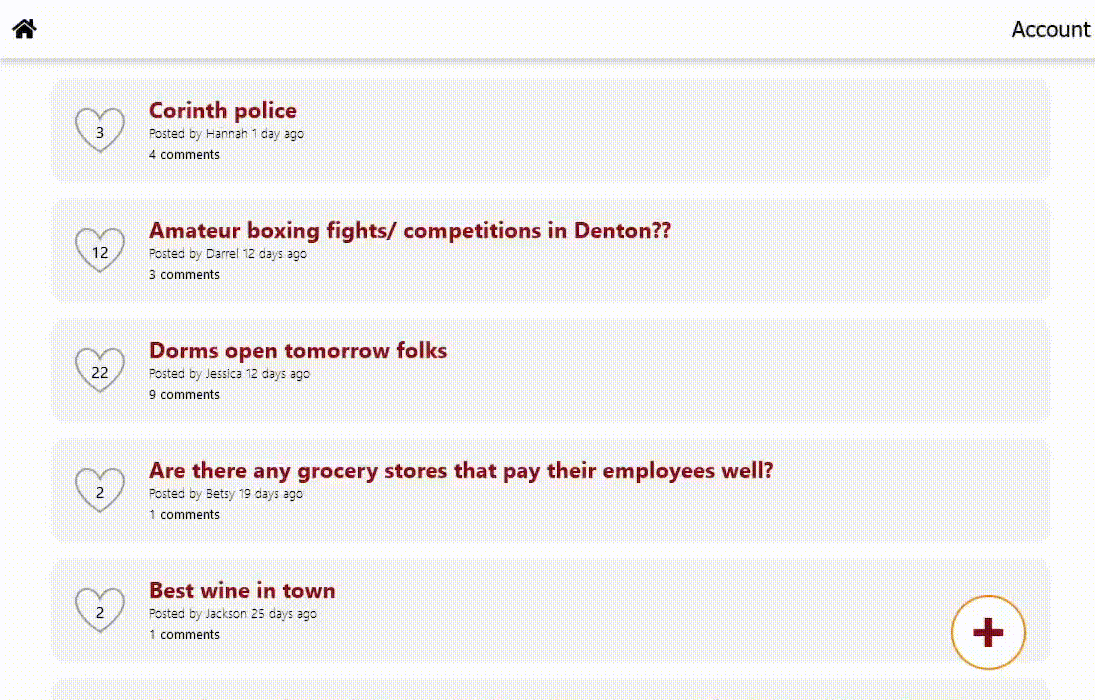 Account
3
Corinth police
Posted by Hannah 1 day ago
4 comments
12
Amateur boxing fights/ competitions in Denton??
Posted by Darrel 12 days ago
3 comments
22
Dorms open tomorrow folks
Posted by Jessica 12 days ago
9 comments
2
Are there any grocery stores that pay their employees well?
Posted by Betsy 19 days ago
1 comments
2
Best wine in town
Posted by Jackson 25 days ago
1 comments